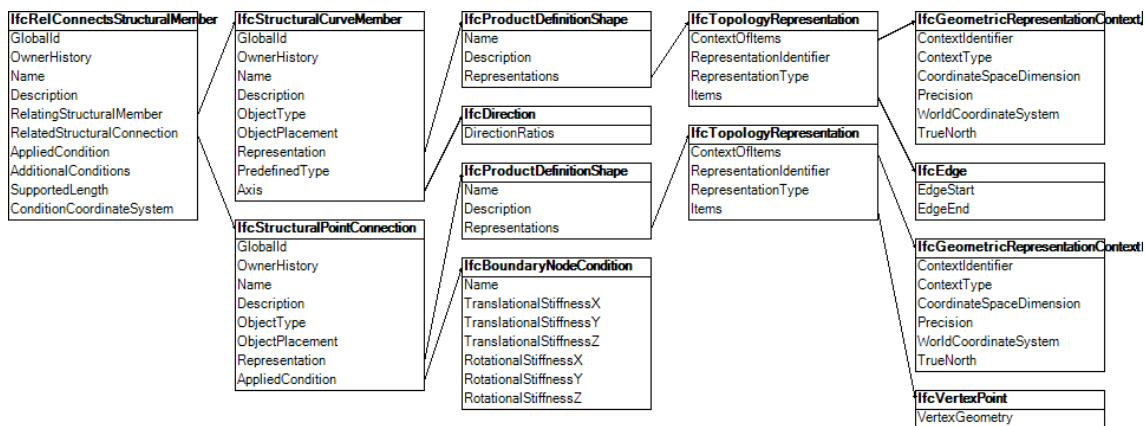 IfcRelConnectsStructuralMember
GlobalId
OwnerHistory
Name
Description
RelatingStructuralMember
RelatedStructuralConnection
AppliedCondition
AdditionalConditions
SupportedLength
ConditionCoordinateSystem
IfcStructuralCurveMember
GlobalId
OwnerHistory
Name
Description
ObjectType
ObjectPlacement
Representation
PredefinedType
Axis
IfcStructuralPointConnection
GlobalId
OwnerHistory
Name
Description
ObjectType
ObjectPlacement
Representation
AppliedCondition
IfcProductDefinitionShape
Name
Description
Representations
IfcDirection
DirectionRatios
IfcProductDefinitionShape
Name
Description
Representations
IfcBoundaryNodeCondition
Name
TranslationalStiffnessX
TranslationalStiffnessY
TranslationalStiffnessZ
RotationalStiffnessX
RotationalStiffnessY
RotationalStiffnessZ
IfcTopologyRepresentation
ContextOfItems
RepresentationIdentifier
RepresentationType
Items
IfcTopologyRepresentation
ContextOfItems
RepresentationIdentifier
RepresentationType
Items
IfcGeometricRepresentationContext
ContextIdentifier
ContextType
CoordinateSpaceDimension
Precision
WorldCoordinateSystem
TrueNorth
IfcEdge
EdgeStart
EdgeEnd
IfcGeometricRepresentationContext
ContextIdentifier
ContextType
CoordinateSpaceDimension
Precision
WorldCoordinateSystem
TrueNorth
IfcVertexPoint
VertexGeometry